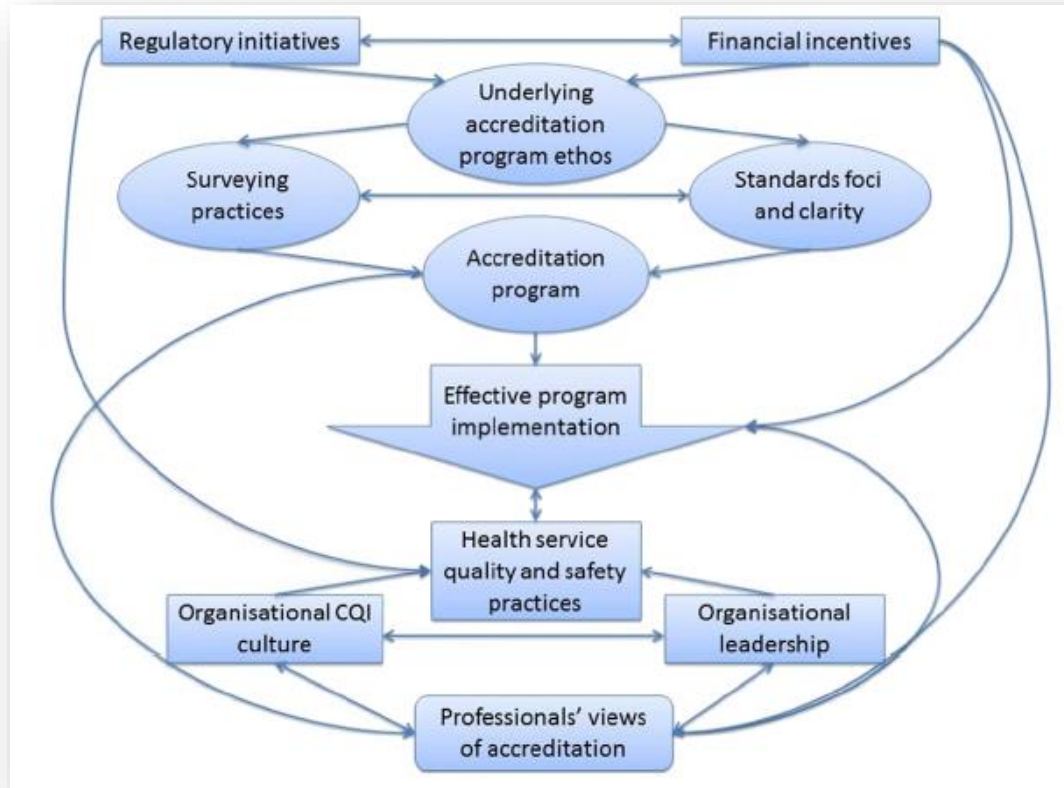 Regulatory initiatives
Financial incentives
Underlying
accreditation
program ethos
Surveying
practices
Standards foci
and clarity
Accreditation
program
Effective program
implementation
Health service
quality and safety
practices
Organisational CQI
culture
Organisational
leadership
Professionals’ views
of accreditation